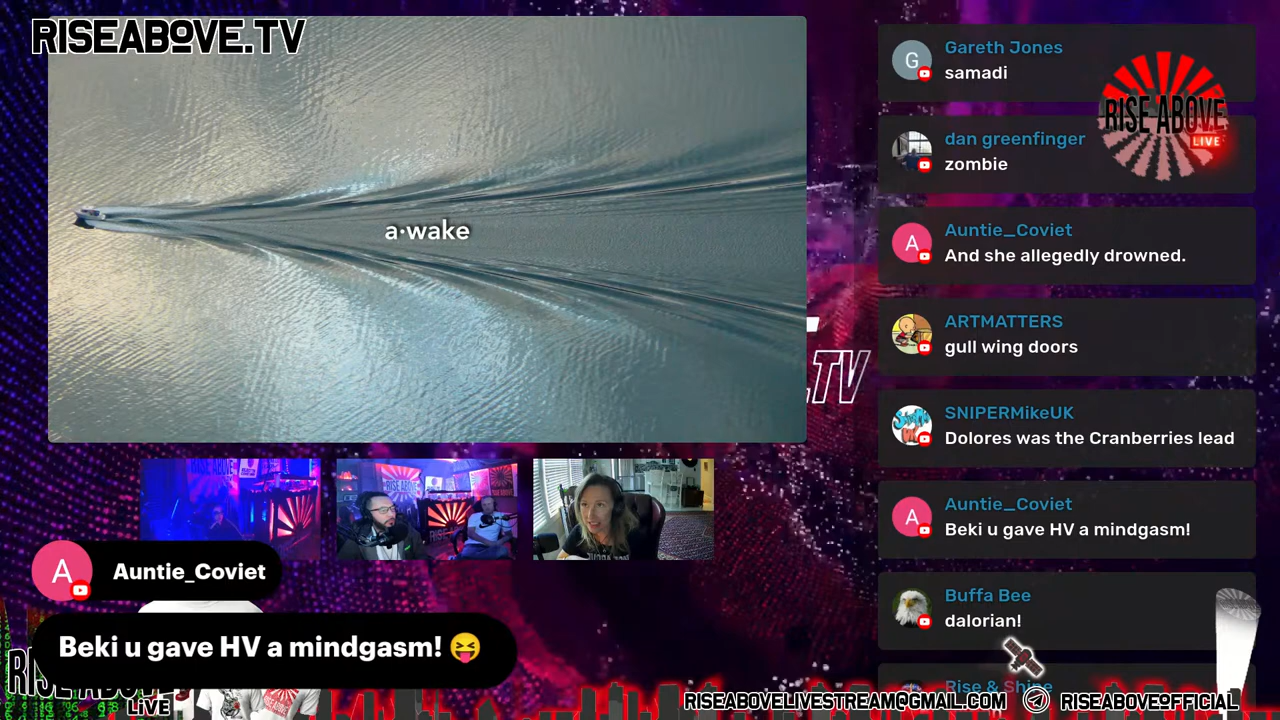 RISEABOVE.TV
a·wake
.TV
Gareth Jones
samadi
RISE ABOVE
LIVE
dan greenfinger
zombie
Auntie_Coviet
And she allegedly drowned.
ARTMATTERS
gull wing doors
SNIPERMikeUK
Dolores was the Cranberries lead
Auntie_Coviet
Beki u gave HV a mindgasm!
Buffa Bee
dalorian!
Rise & Shine
A Auntie_Coviet
Beki u gave HV a mindgasm! 😝
LIVE
RISEABOVELIVESTREAM@GMAIL.COM
RISEABOVEOFFICIAL